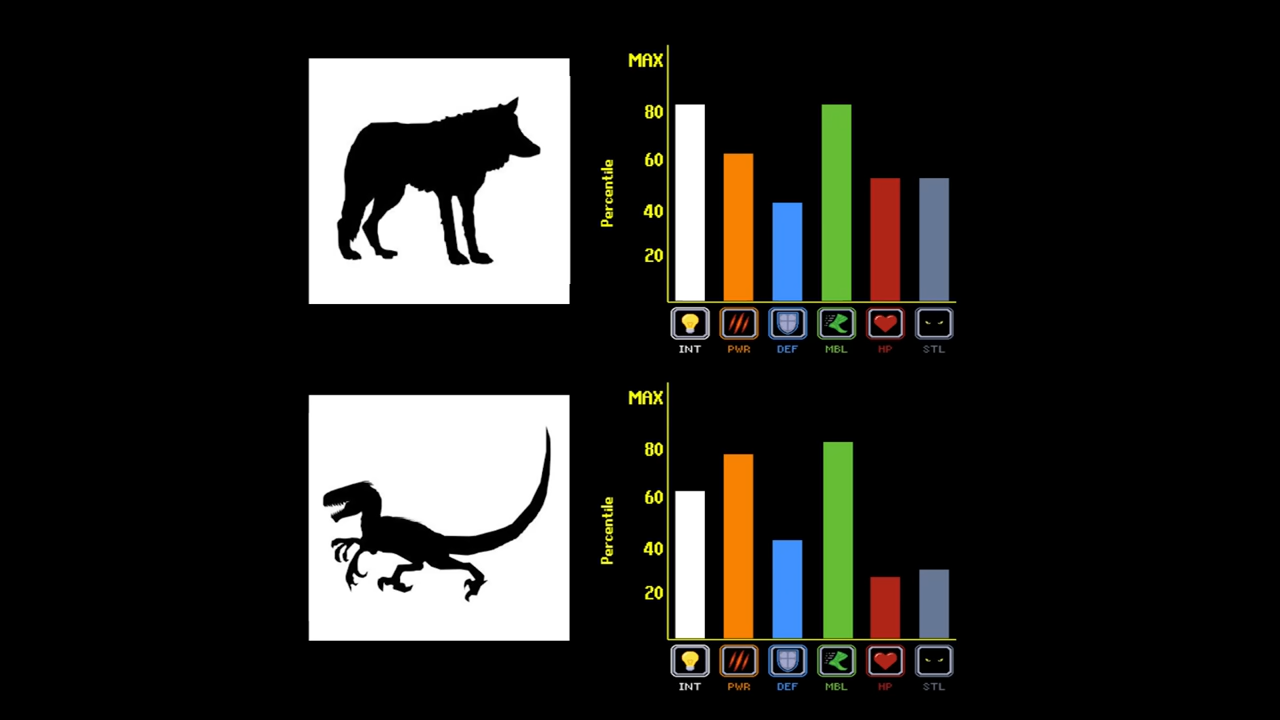 MAX
80
60
40
20
Percentile
INT PWR DEF MBL HP STL
MAX
80
60
40
20
Percentile
INT PWR DEF MBL HP STL